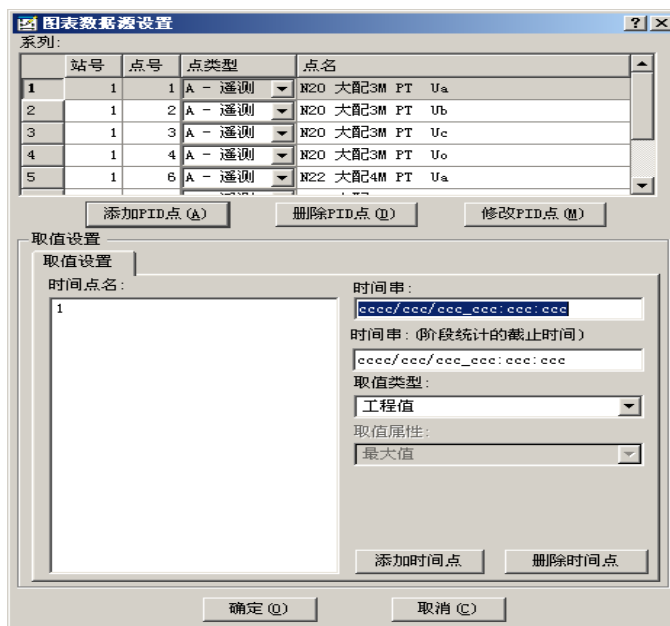 图表数据源设置
系列:
站号 点号 点类型 点名
1 1 1 A - 遥测 N20 大配3M PT Ua
2 1 2 A - 遥测 N20 大配3M PT Ub
3 1 3 A - 遥测 N20 大配3M PT Uc
4 1 4 A - 遥测 N20 大配3M PT Uo
5 1 6 A - 遥测 N22 大配4M PT Ua
添加PID点(A) 删除PID点(D) 修改PID点(M)
取值设置
取值设置
时间点名:
1
时间串:
cccc/ccc/ccc_ccc:ccc:ccc
时间串:(阶段统计的截止时间)
cccc/ccc/ccc_ccc:ccc:ccc
取值类型:
工程值
取值属性:
最大值
添加时间点 删除时间点
确定(O) 取消(C)